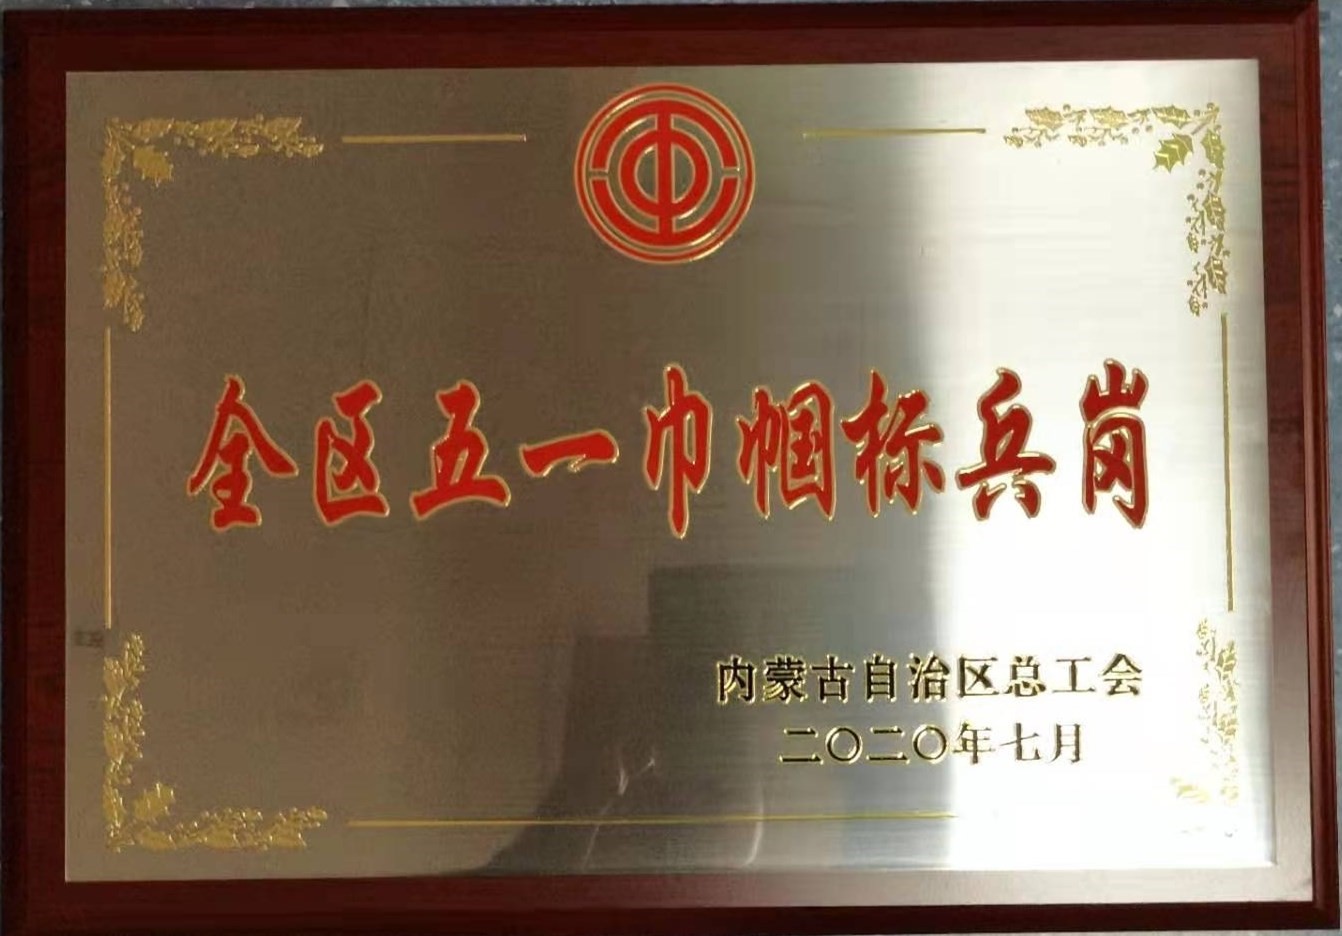 全区五一巾帼标兵岗
内蒙古自治区总工会
二〇二〇年七月